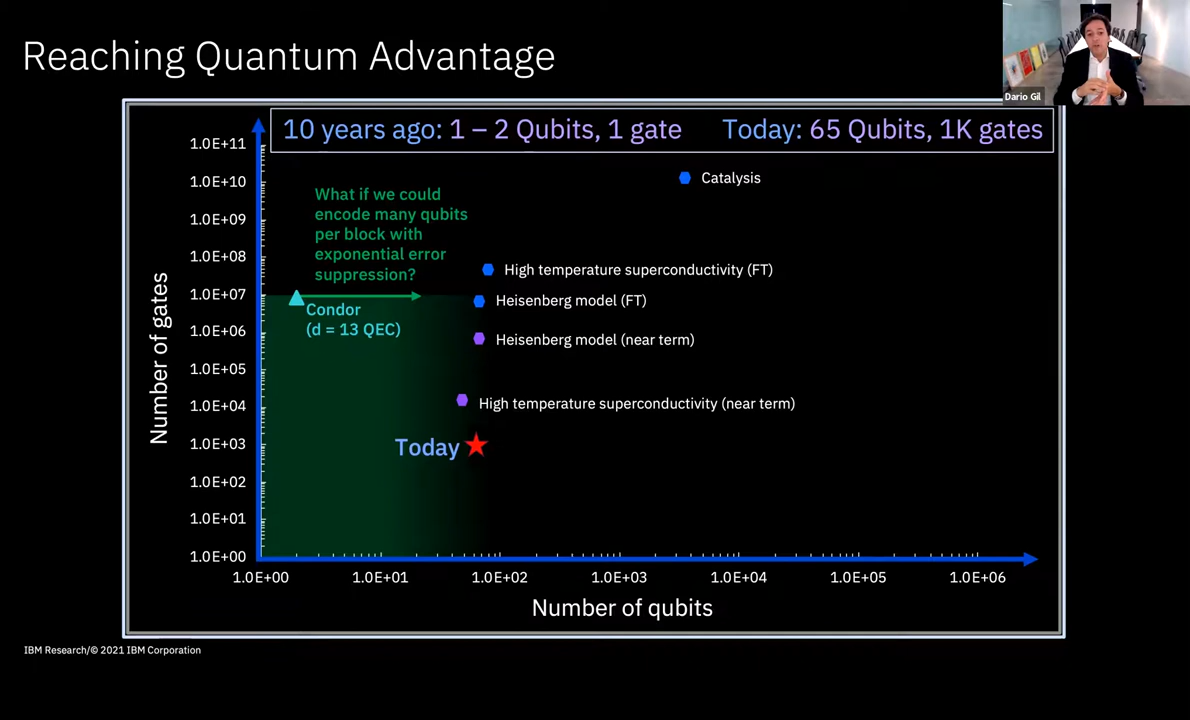 Reaching Quantum Advantage
Dario Gil
10 years ago: 1 – 2 Qubits, 1 gate Today: 65 Qubits, 1K gates
1.0E+11
1.0E+10
1.0E+09
1.0E+08
1.0E+07
1.0E+06
1.0E+05
1.0E+04
1.0E+03
1.0E+02
1.0E+01
1.0E+00
Number of gates
Catalysis
What if we could
encode many qubits
per block with
exponential error
suppression?
High temperature superconductivity (FT)
Heisenberg model (FT)
Condor
(d = 13 QEC)
Heisenberg model (near term)
High temperature superconductivity (near term)
Today
1.0E+00 1.0E+01 1.0E+02 1.0E+03 1.0E+04 1.0E+05 1.0E+06
Number of qubits
IBM Research/© 2021 IBM Corporation